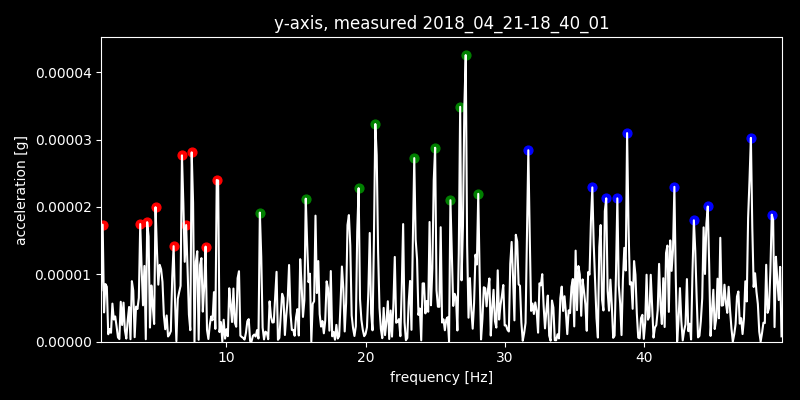 y-axis, measured 2018_04_21-18_40_01
acceleration [g]
0.00004
0.00003
0.00002
0.00001
0.00000
10 20 30 40
frequency [Hz]